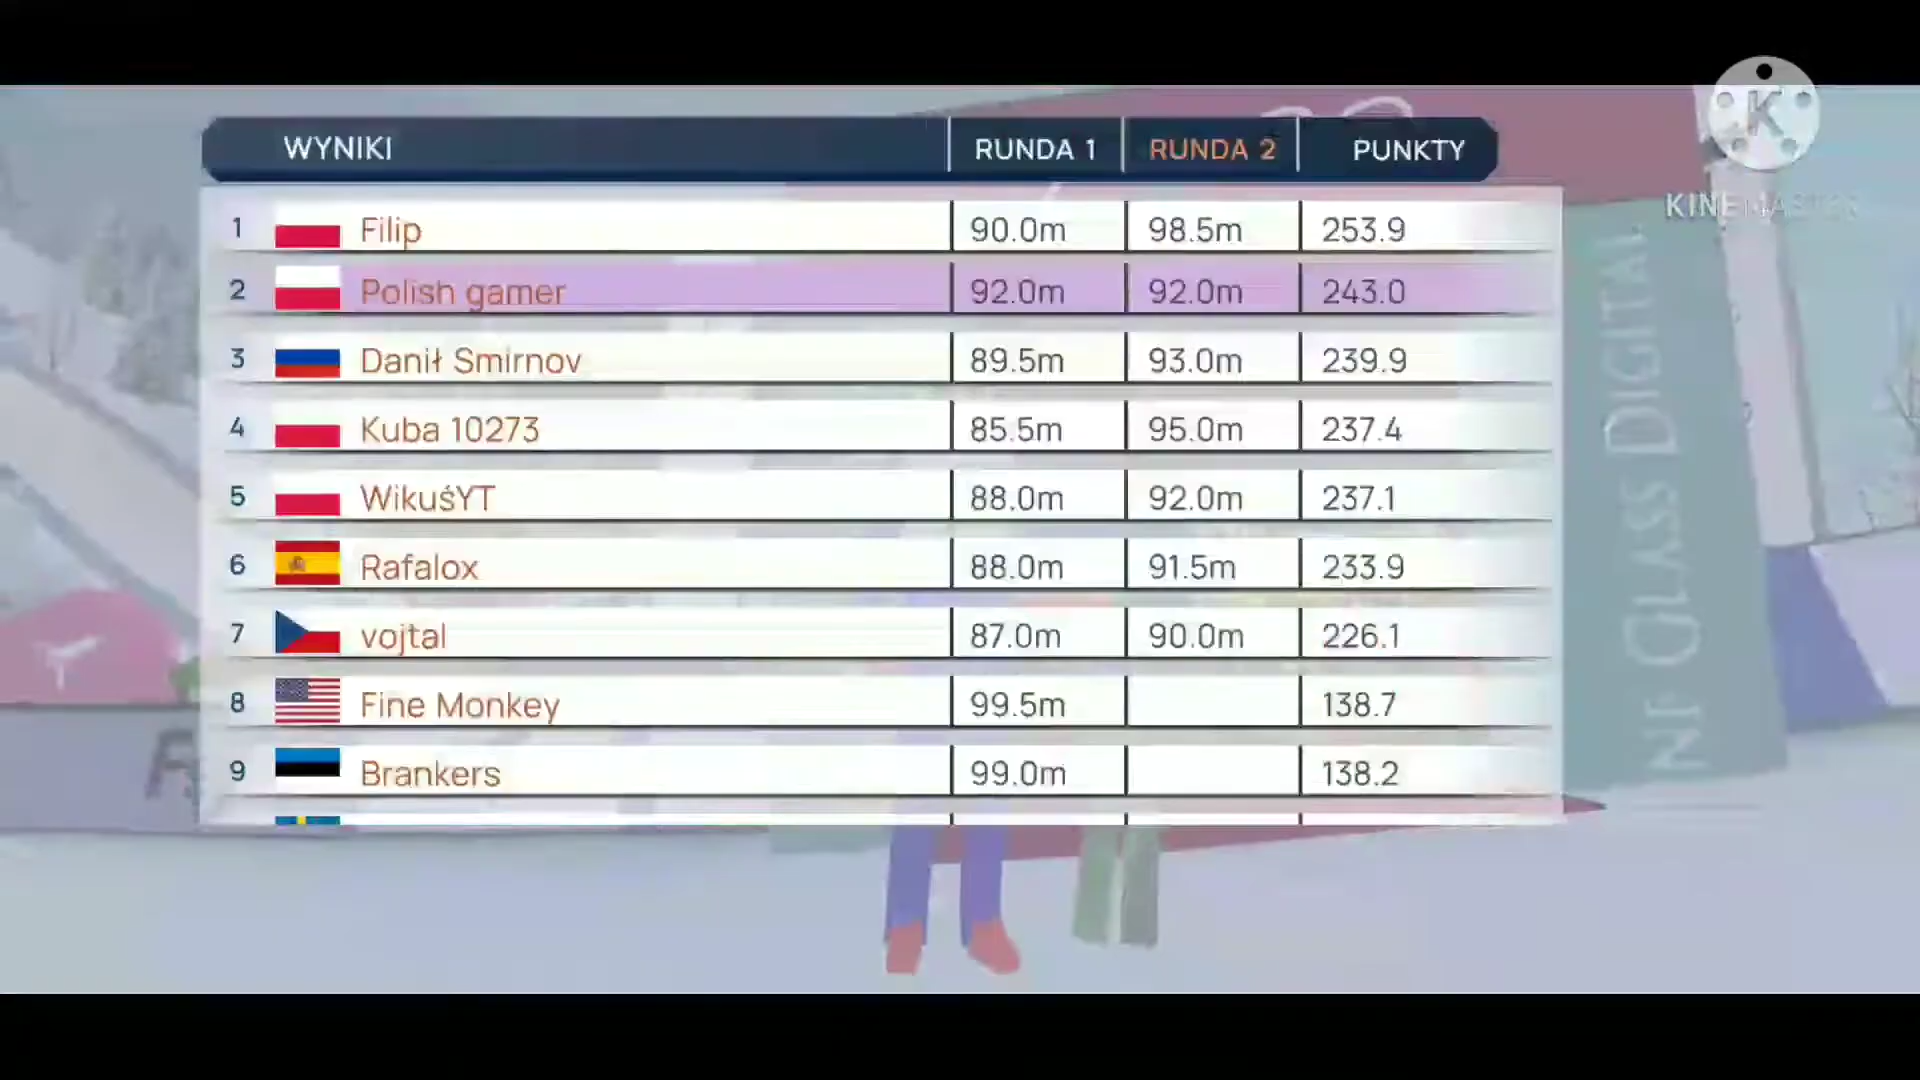 WYNIKI RUNDA 1 RUNDA 2 PUNKTY
1 Filip 90.0m 98.5m 253.9
2 Polish gamer 92.0m 92.0m 243.0
3 Danił Smirnov 89.5m 93.0m 239.9
4 Kuba 10273 85.5m 95.0m 237.4
5 WikuśYT 88.0m 92.0m 237.1
6 Rafalox 88.0m 91.5m 233.9
7 vojtal 87.0m 90.0m 226.1
8 Fine Monkey 99.5m 138.7
9 Brankers 99.0m 138.2
K
KINEMASTER
GLASS DIGITAL